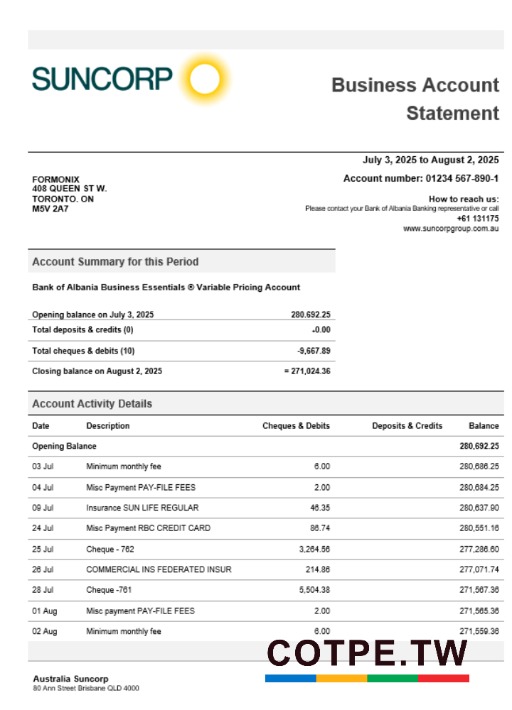 SUNCORP
Business Account
Statement
July 3, 2025 to August 2, 2025
FORMONIX
408 QUEEN ST W.
TORONTO. ON
M5V 2A7
Account number: 01234 567-890-1
How to reach us:
Please contact your Bank of Albania Banking representative or call
+61 131175
www.suncorpgroup.com.au
Account Summary for this Period
Bank of Albania Business Essentials ® Variable Pricing Account
Opening balance on July 3, 2025 280.692.25
Total deposits & credits (0) -0.00
Total cheques & debits (10) -9,667.89
Closing balance on August 2, 2025 = 271,024.36
Account Activity Details
Date Description Cheques & Debits Deposits & Credits Balance
Opening Balance 280,692.25
03 Jul Minimum monthly fee 6.00 280,686.25
04 Jul Misc Payment PAY-FILE FEES 2.00 280,684.25
09 Jul Insurance SUN LIFE REGULAR 46.35 280,637.90
24 Jul Misc Payment RBC CREDIT CARD 86.74 280,551.16
25 Jul Cheque - 762 3,264.56 277,286.60
26 Jul COMMERCIAL INS FEDERATED INSUR 214.86 277,071.74
28 Jul Cheque -761 5,504.38 271,567.36
01 Aug Misc payment PAY-FILE FEES 2.00 271,565.36
02 Aug Minimum monthly fee 6.00 271,559.36
COTPE.TW
Australia Suncorp
80 Ann Street Brisbane QLD 4000